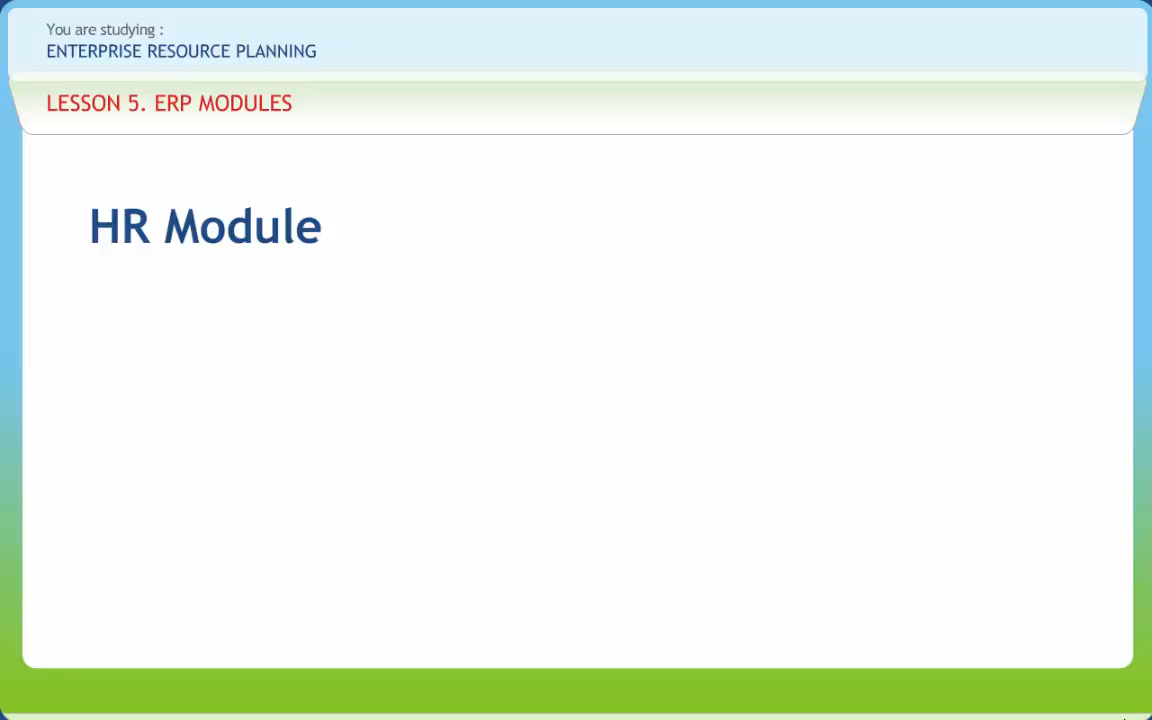 You are studying :
ENTERPRISE RESOURCE PLANNING
LESSON 5. ERP MODULES
HR Module